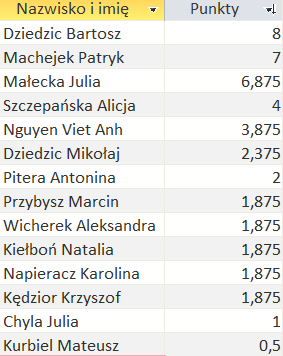 Nazwisko i imię Punkty
Dziedzic Bartosz 8
Machejek Patryk 7
Małecka Julia 6,875
Szczepańska Alicja 4
Nguyen Viet Anh 3,875
Dziedzic Mikołaj 2,375
Pitera Antonina 2
Przybysz Marcin 1,875
Wicherek Aleksandra 1,875
Kiełboń Natalia 1,875
Napieracz Karolina 1,875
Kędzior Krzyszof 1,875
Chyla Julia 1
Kurbiel Mateusz 0,5